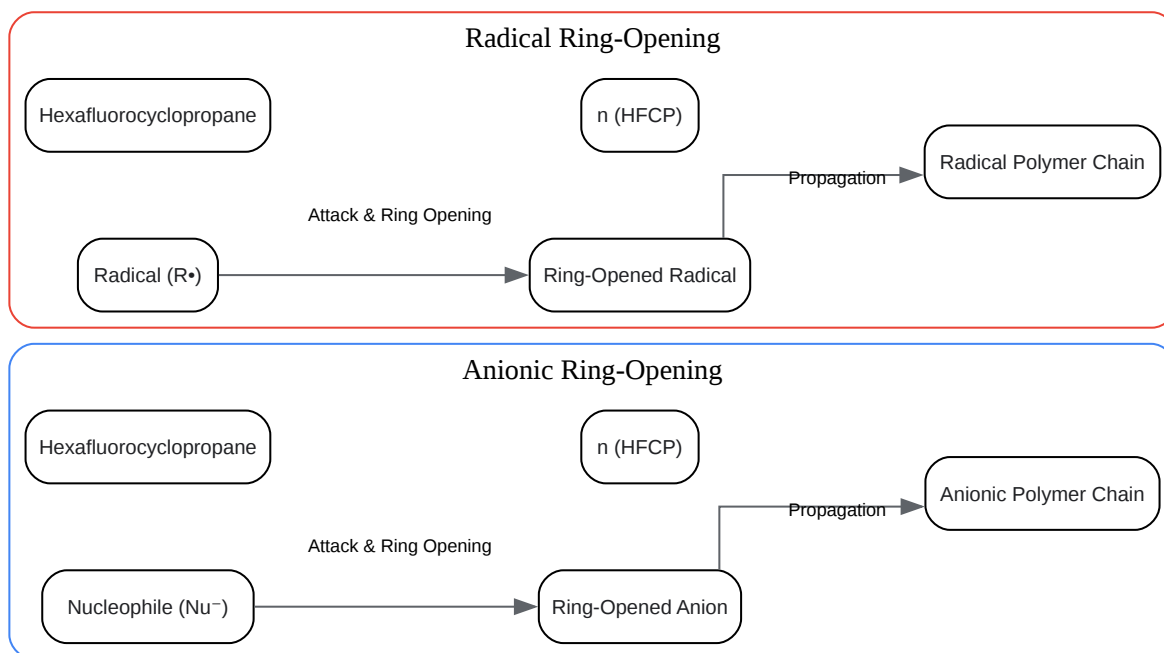 Radical Ring-Opening
Hexafluorocyclopropane
n (HFCP)
Radical Polymer Chain
Propagation
Attack & Ring Opening
Radical (R•)
Ring-Opened Radical
Anionic Ring-Opening
Hexafluorocyclopropane
n (HFCP)
Anionic Polymer Chain
Propagation
Attack & Ring Opening
Nucleophile (Nu⁻)
Ring-Opened Anion